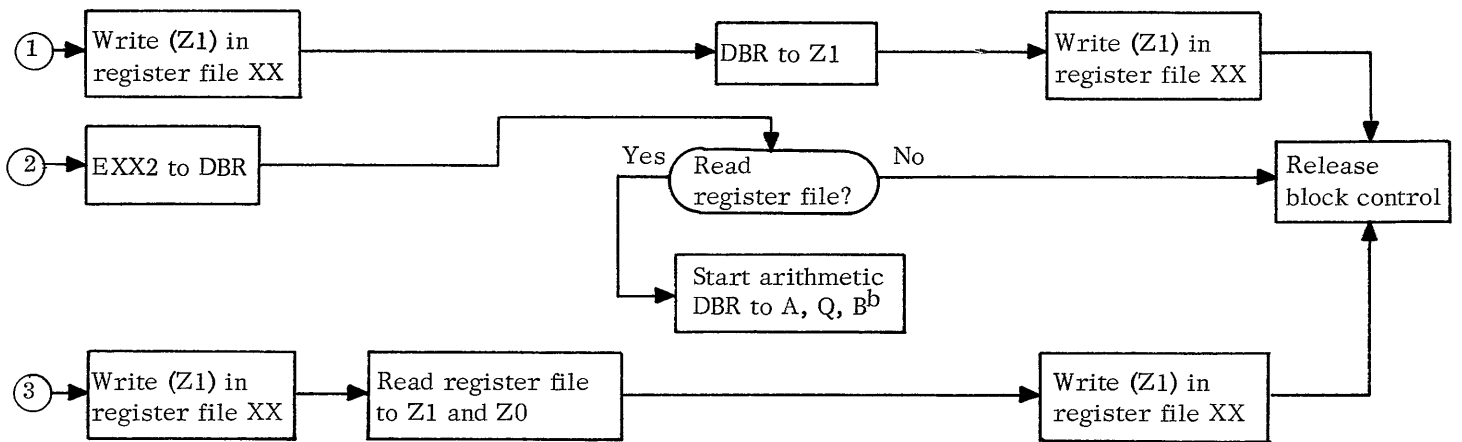 1
Write (Z1) in
register file XX
DBR to Z1
Write (Z1) in
register file XX
2
EXX2 to DBR
Yes
Read
register file?
No
Release
block control
Start arithmetic
DBR to A, Q, Bb
3
Write (Z1) in
register file XX
Read register file
to Z1 and Z0
Write (Z1) in
register file XX